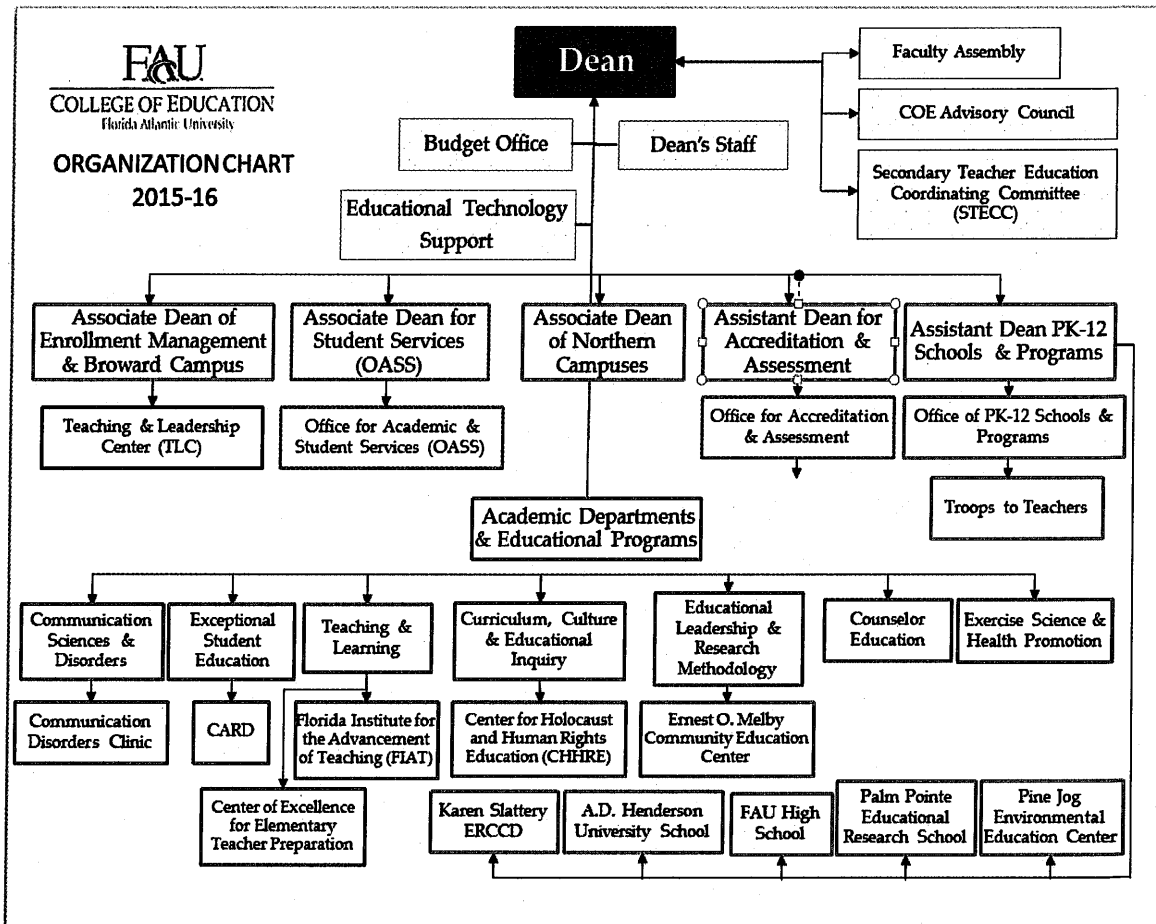 FAU
COLLEGE OF EDUCATION
Florida Atlantic University
ORGANIZATION CHART
2015-16
Dean
Faculty Assembly
COE Advisory Council
Secondary Teacher Education
Coordinating Committee
(STECC)
Budget Office
Dean's Staff
Educational Technology
Support
Associate Dean of
Enrollment Management
& Broward Campus
Associate Dean for
Student Services
(OASS)
Associate Dean
of Northern
Campuses
Assistant Dean for
Accreditation &
Assessment
Assistant Dean PK-12
Schools & Programs
Teaching & Leadership
Center (TLC)
Office for Academic &
Student Services (OASS)
Office for Accreditation
& Assessment
Office of PK-12 Schools &
Programs
Troops to Teachers
Academic Departments
& Educational Programs
Communication
Sciences &
Disorders
Exceptional
Student
Education
Teaching &
Learning
Curriculum, Culture
& Educational
Inquiry
Educational
Leadership &
Research
Methodology
Counselor
Education
Exercise Science &
Health Promotion
Communication
Disorders Clinic
CARD
Florida Institute for
the Advancement
of Teaching (FIAT)
Center for Holocaust
and Human Rights
Education (CHHRE)
Ernest O. Melby
Community Education
Center
Center of Excellence
for Elementary
Teacher Preparation
Karen Slattery
ERCCD
A.D. Henderson
University School
FAU High
School
Palm Pointe
Educational
Research School
Pine Jog
Environmental
Education Center